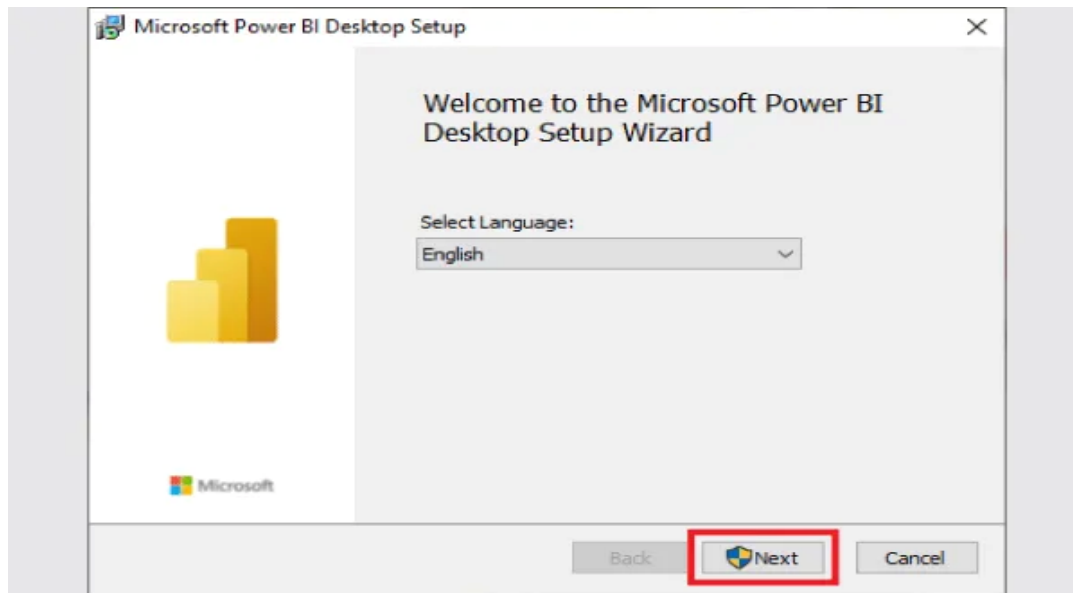 Microsoft Power BI Desktop Setup
Welcome to the Microsoft Power BI
Desktop Setup Wizard
Select Language:
English
Microsoft
Back
Next
Cancel